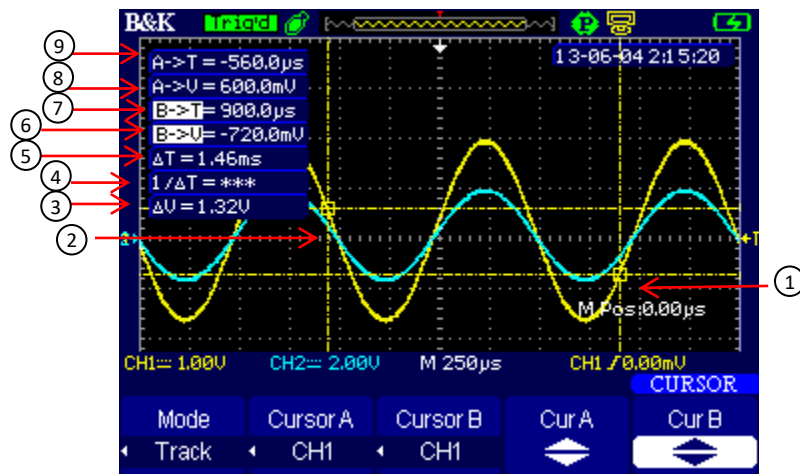 B&K Trig'd P
13-06-04 2:15:20
9 A->T = -560.0µs
8 A->V = 600.0mV
7 B->T = 900.0µs
6 B->V = -720.0mV
5 ΔT = 1.46ms
4 1/ΔT = ***
3 ΔV = 1.32V
2
T
1
M Pos:0.00µs
CH1 1.00V CH2 2.00V M 250µs CH1 0.00mV
CURSOR
Mode Cursor A Cursor B Cur A Cur B
Track CH1 CH1